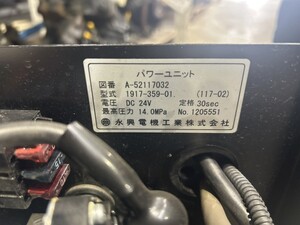 パワーユニット
図番 A-52117032
型式 1917-359-01. (117-02)
電圧 DC 24V 定格 30sec
最高圧力 14.0MPa No.1205551
永興電機工業株式会社